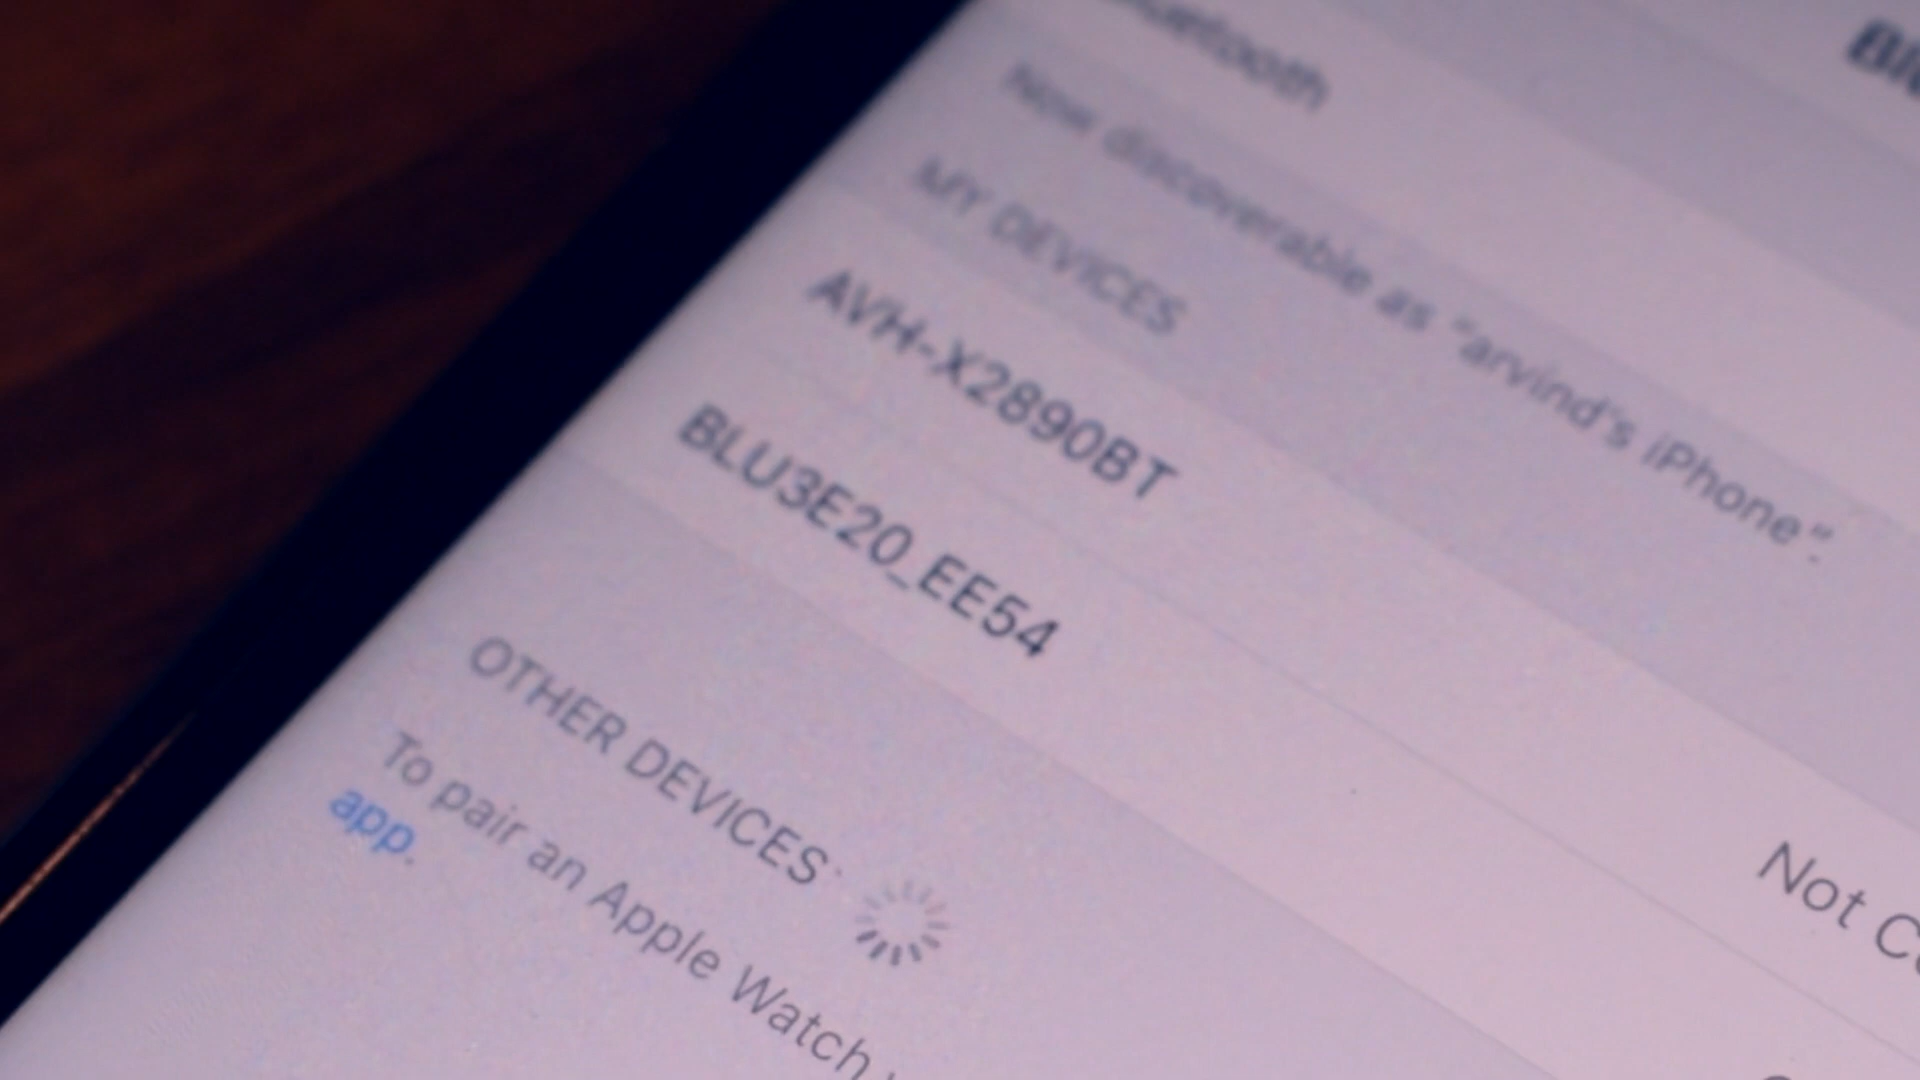 Now discoverable as "arvind's iPhone".
MY DEVICES
AVH-X2890BT
Not
BLU3E20_EE54
OTHER DEVICES
To pair an Apple Watch
app.